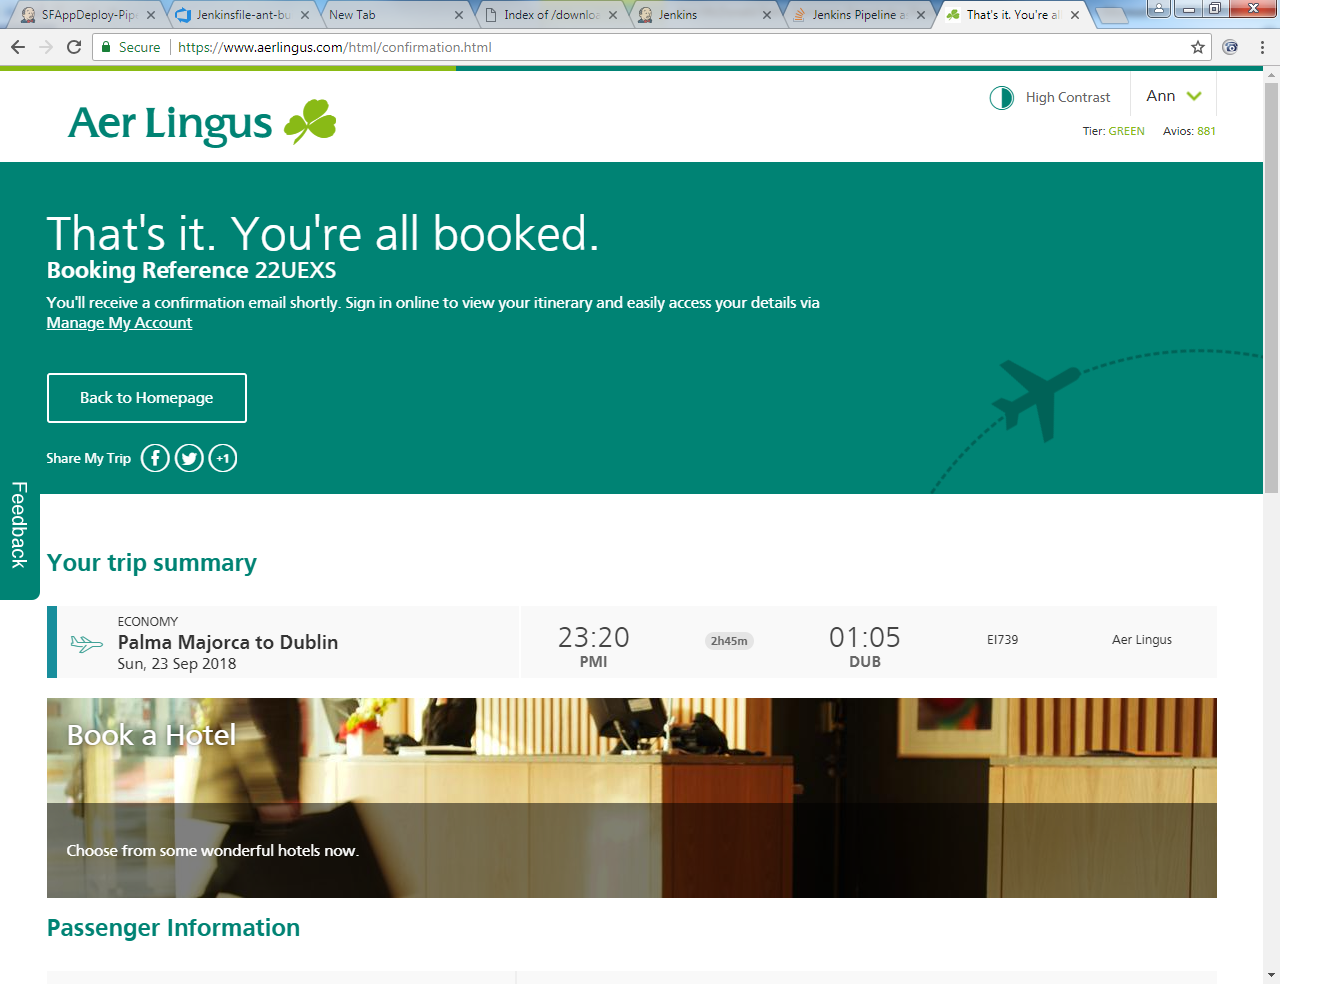 SFAppDeploy-Pip
Jenkinsfile-ant-bu
New Tab
Index of /downloa
Jenkins
Jenkins Pipeline a
That's it. You're al
Secure
https://www.aerlingus.com/html/confirmation.html
Aer Lingus
High Contrast
Ann
Tier: GREEN Avios: 881
That's it. You're all booked.
Booking Reference 22UEXS
You'll receive a confirmation email shortly. Sign in online to view your itinerary and easily access your details via
Manage My Account
Back to Homepage
Share My Trip
+1
Feedback
Your trip summary
ECONOMY
Palma Majorca to Dublin
Sun, 23 Sep 2018
23:20
PMI
2h45m
01:05
DUB
EI739
Aer Lingus
Book a Hotel
Choose from some wonderful hotels now.
Passenger Information